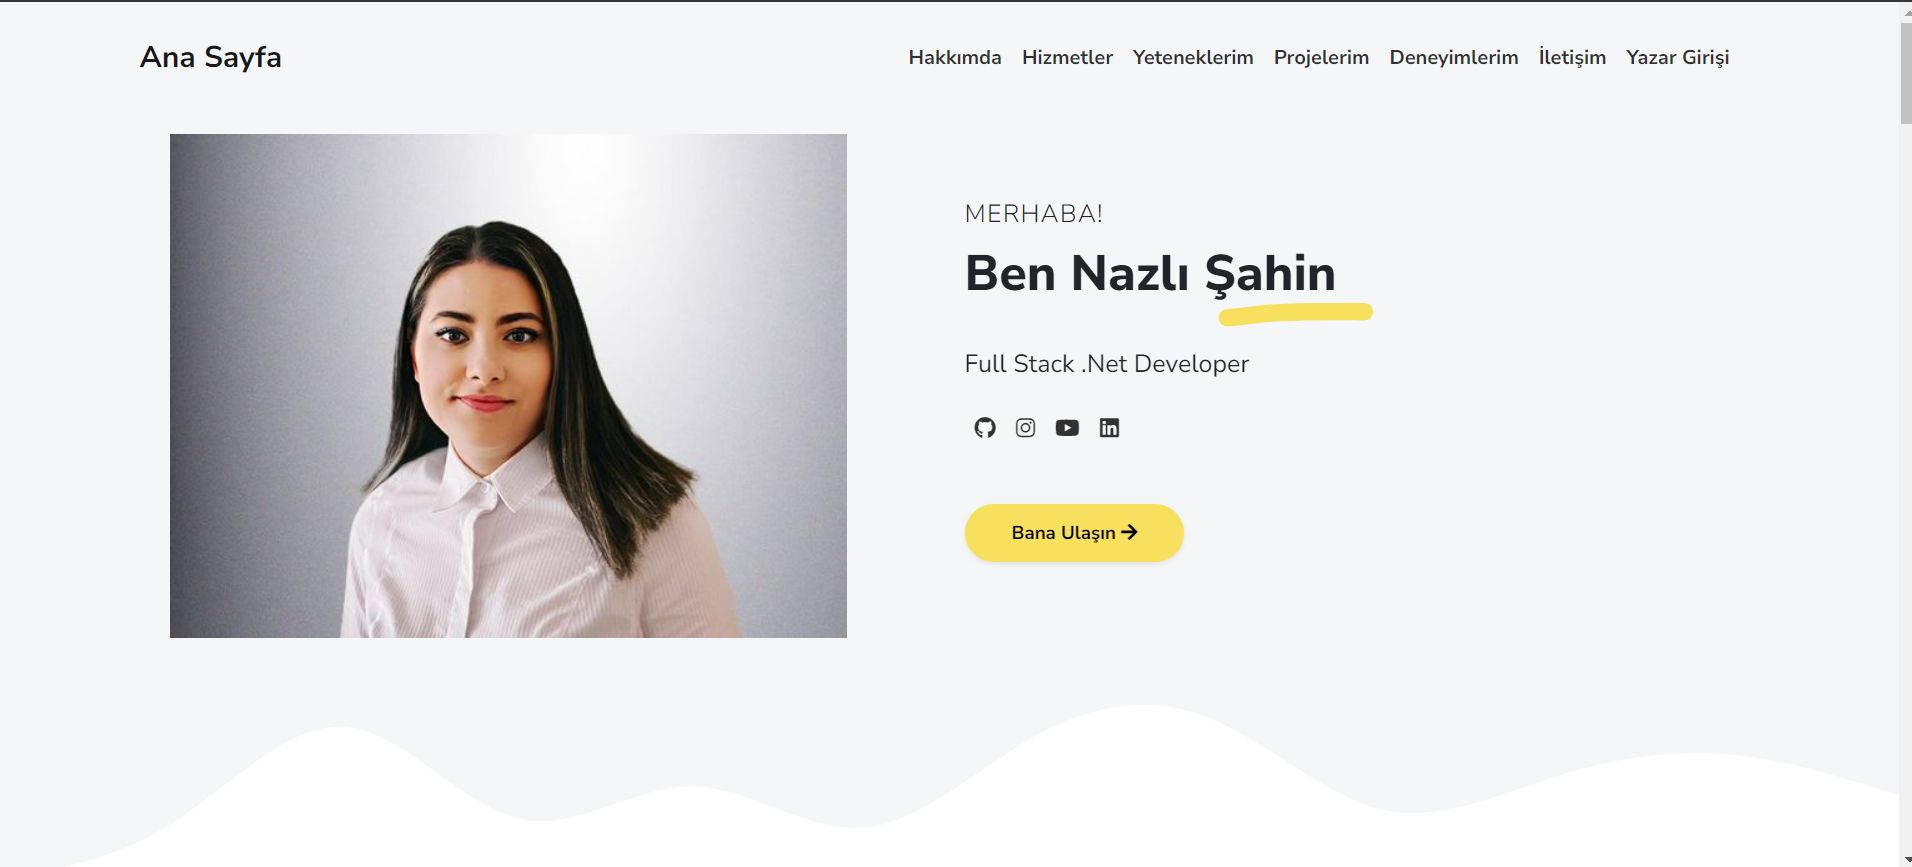 Ana Sayfa
Hakkımda Hizmetler Yeteneklerim Projelerim Deneyimlerim İletişim Yazar Girişi
MERHABA!
Ben Nazlı Şahin
Full Stack .Net Developer
in
Bana Ulaşın →